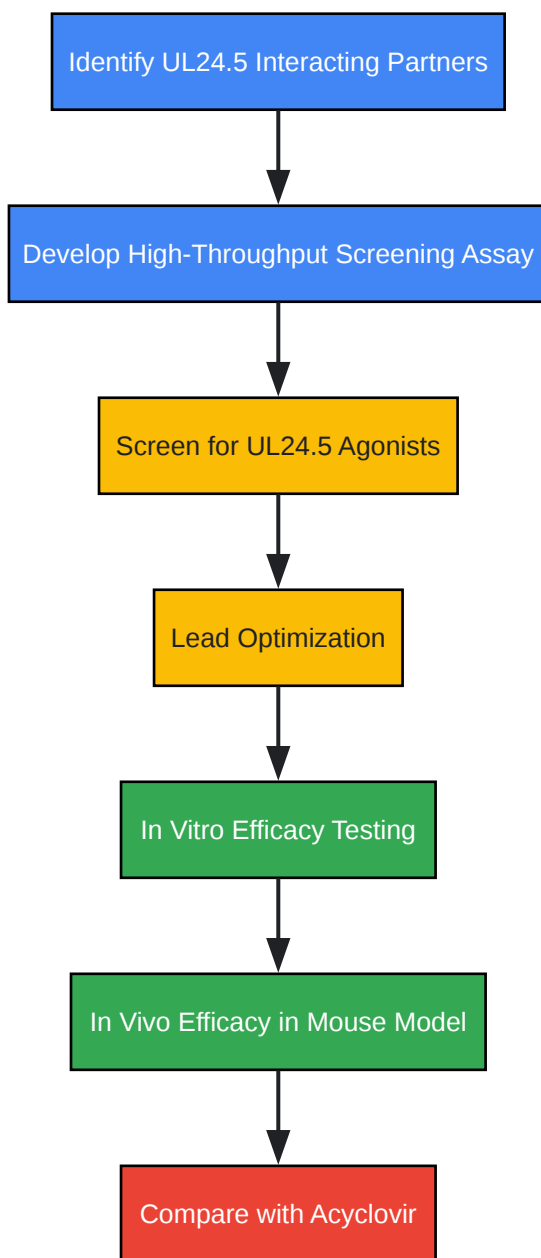 Identify UL24.5 Interacting Partners
Develop High-Throughput Screening Assay
Screen for UL24.5 Agonists
Lead Optimization
In Vitro Efficacy Testing
In Vivo Efficacy in Mouse Model
Compare with Acyclovir